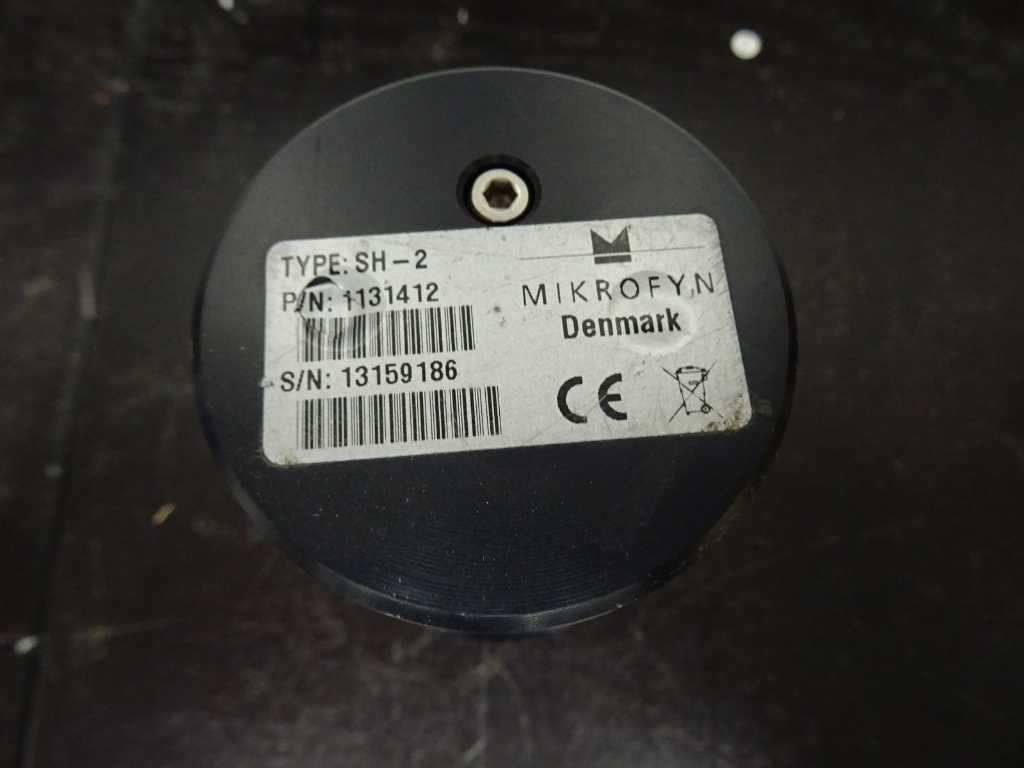 TYPE: SH-2
P/N: 1131412
S/N: 13159186
MIKROFYN
Denmark
CE